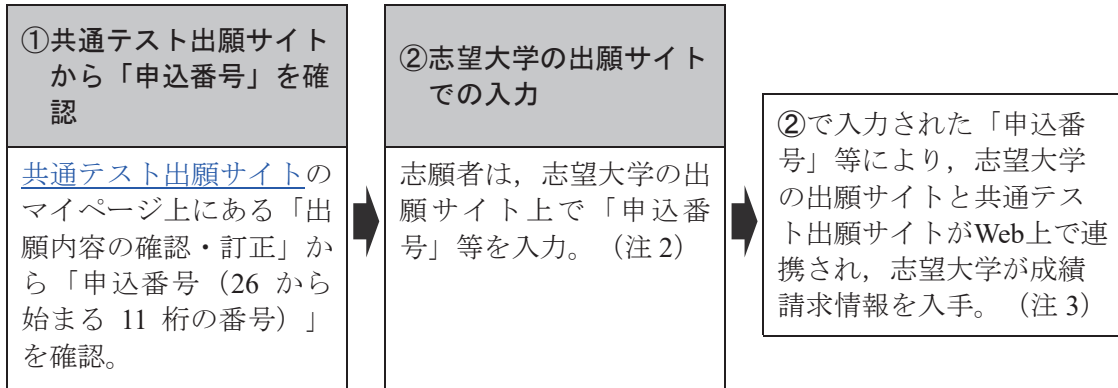 ①共通テスト出願サイト
から「申込番号」を確
認
共通テスト出願サイトの
マイページ上にある「出
願内容の確認・訂正」か
ら「申込番号（26 から
始まる 11 桁の番号）」
を確認。
②志望大学の出願サイト
での入力
志願者は，志望大学の出
願サイト上で「申込番
号」等を入力。（注 2）
②で入力された「申込番
号」等により，志望大学
の出願サイトと共通テス
ト出願サイトがWeb上で連
携され，志望大学が成績
請求情報を入手。（注 3）